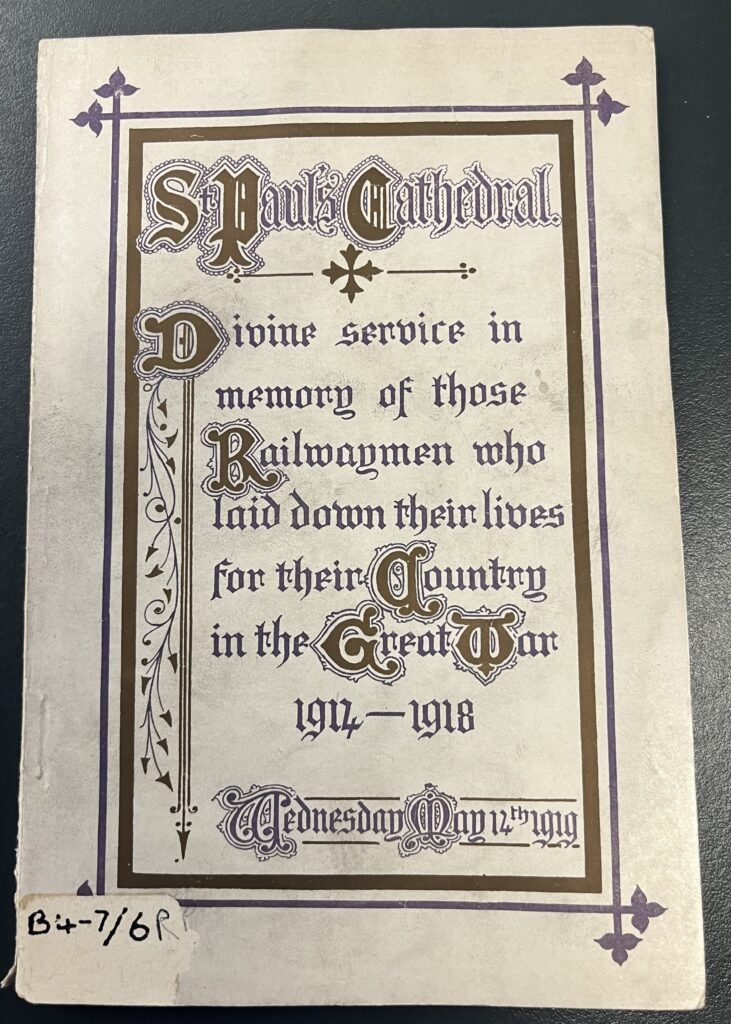 St Paul's Cathedral.
Divine service in
memory of those
Railwaymen who
laid down their lives
for their Country
in the Great War
1914—1918
Wednesday May 14th 1919
B4-7/6RP